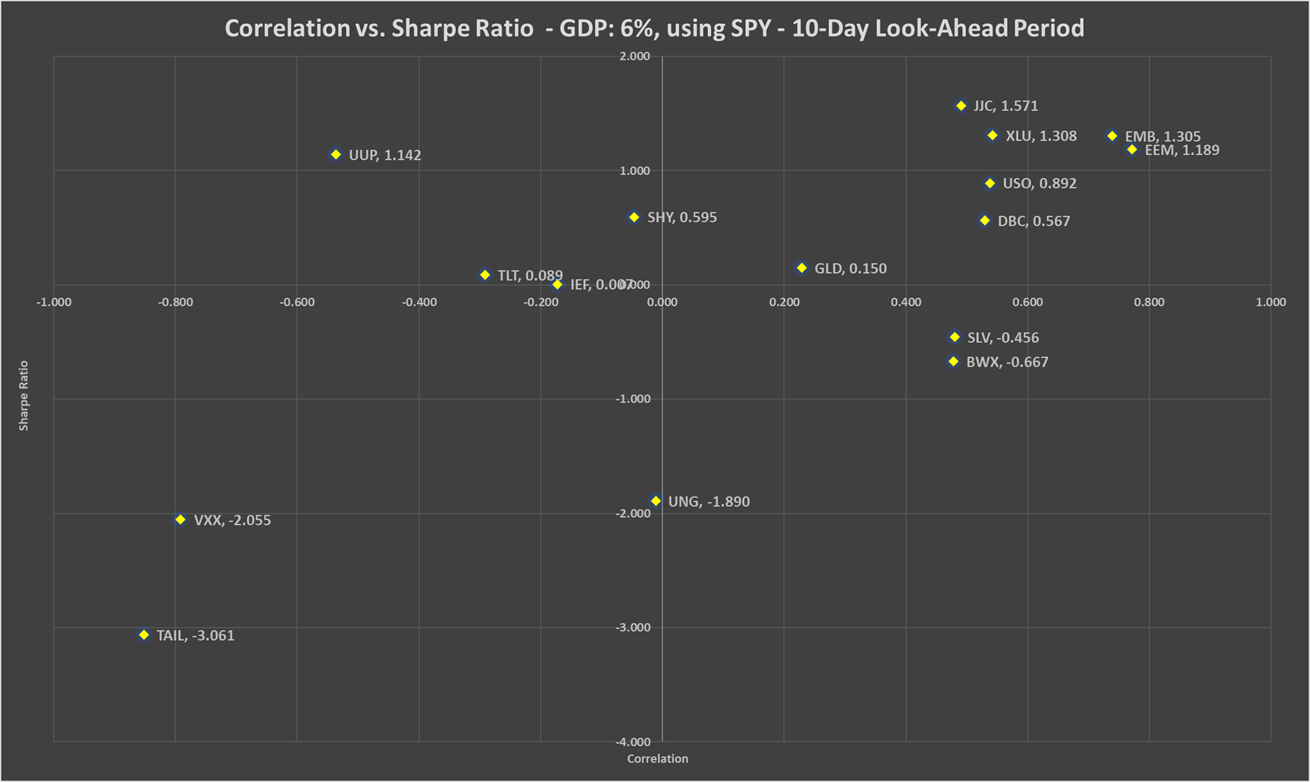 Correlation vs. Sharpe Ratio - GDP: 6%, using SPY - 10-Day Look-Ahead Period
2.000
JJC, 1.571
XLU, 1.308
EMB, 1.305
EEM, 1.189
UUP, 1.142
1.000
USO, 0.892
SHY, 0.595
DBC, 0.567
GLD, 0.150
TLT, 0.089
IEF, 0.007
0.000
-1.000 -0.800 -0.600 -0.400 -0.200 0.000 0.200 0.400 0.600 0.800 1.000
SLV, -0.456
BWX, -0.667
Sharpe Ratio
-1.000
UNG, -1.890
-2.000
VXX, -2.055
-3.000
TAIL, -3.061
-4.000
Correlation